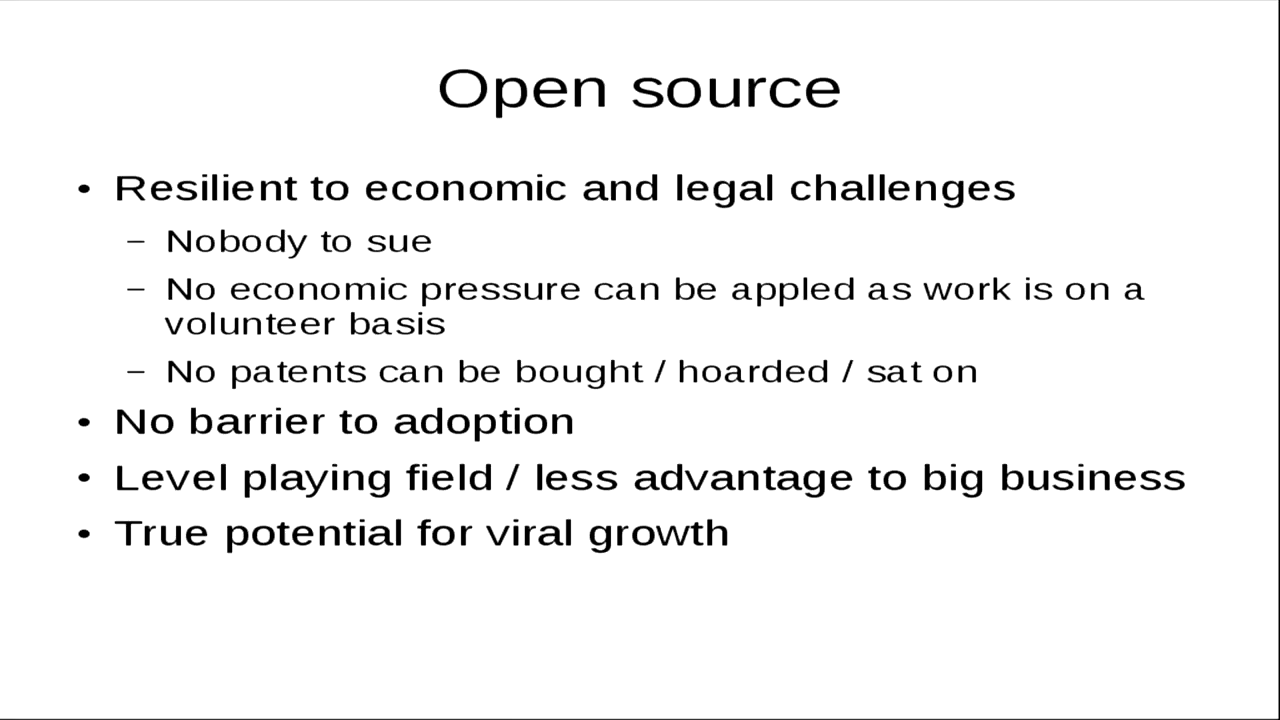 Open source
• Resilient to economic and legal challenges
– Nobody to sue
– No economic pressure can be appled as work is on a
volunteer basis
– No patents can be bought / hoarded / sat on
• No barrier to adoption
• Level playing field / less advantage to big business
• True potential for viral growth